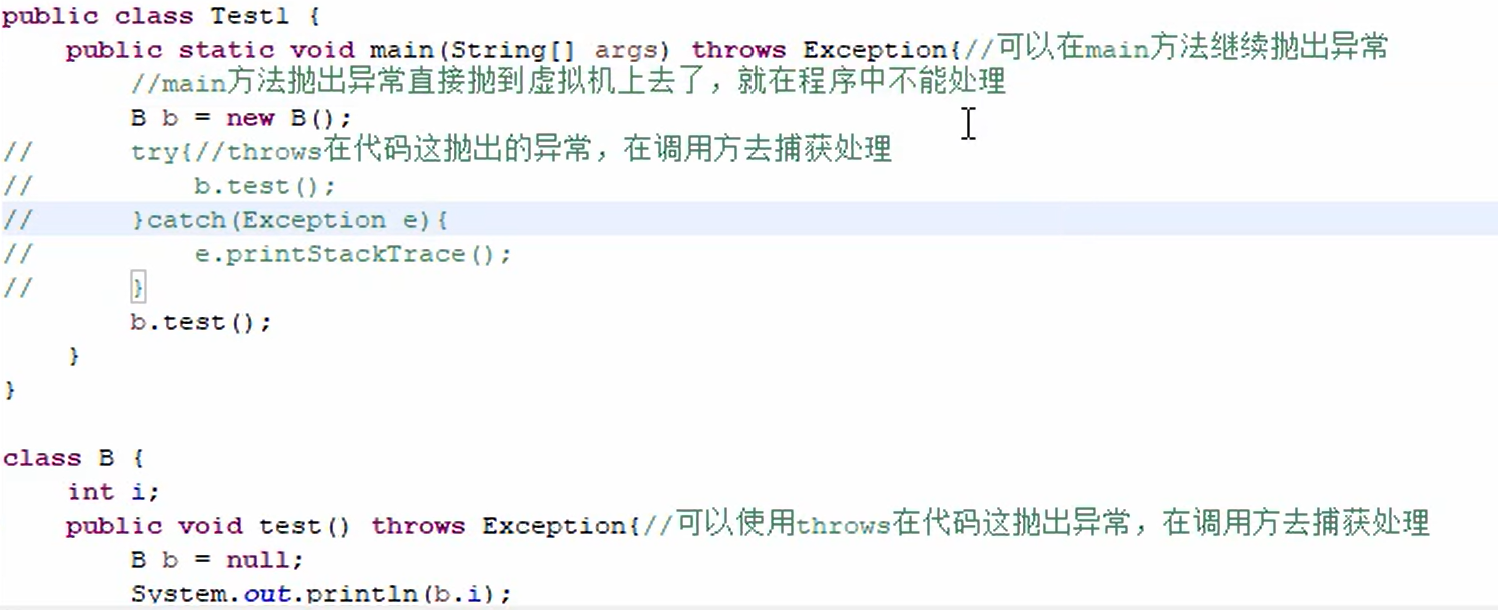 public class Test1 {
    public static void main(String[] args) throws Exception{//可以在main方法继续抛出异常
        //main方法抛出异常直接抛到虚拟机上去了，就在程序中不能处理
        B b = new B();
//      try{//throws在代码这抛出的异常，在调用方去捕获处理
//          b.test();
//      }catch(Exception e){
//          e.printStackTrace();
//      }
        b.test();
    }
}
class B {
    int i;
    public void test() throws Exception{//可以使用throws在代码这抛出异常，在调用方去捕获处理
        B b = null;
        System.out.println(b.i);